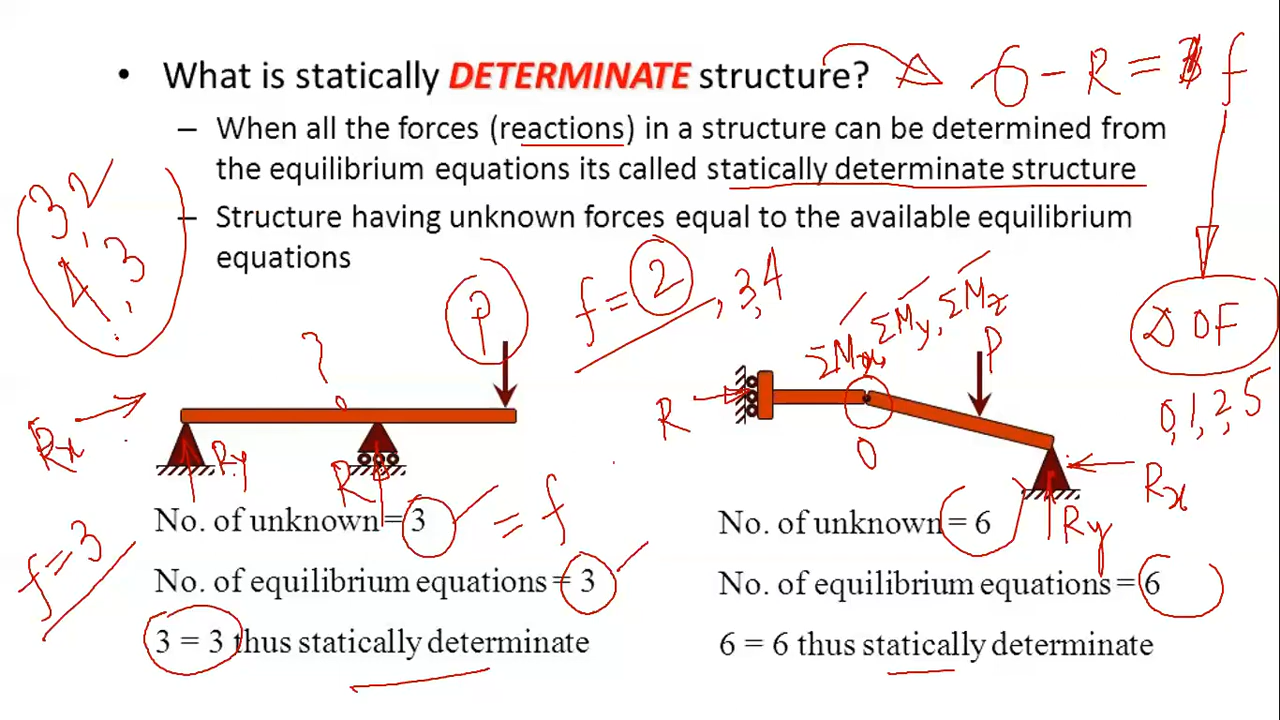 • What is statically DETERMINATE structure?
6 - R = f
– When all the forces (reactions) in a structure can be determined from
the equilibrium equations its called statically determinate structure
– Structure having unknown forces equal to the available equilibrium
equations
3, 2
4, 3
f = 2, 3, 4
DOF
0, 1, 2, 5
P
ΣMx, ΣMy, ΣMz
P
Rx
Ry
R
R
O
Rx
Ry
No. of unknown = 3 = f
No. of equilibrium equations = 3
3 = 3 thus statically determinate
f = 3
No. of unknown = 6
No. of equilibrium equations = 6
6 = 6 thus statically determinate